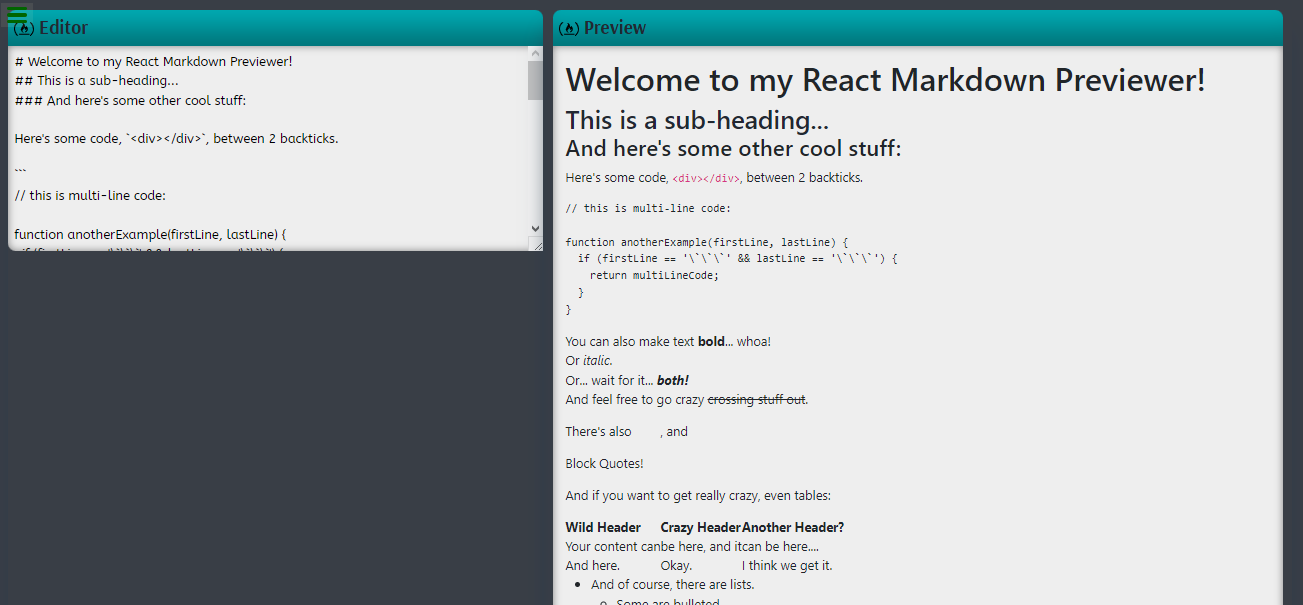 Editor
# Welcome to my React Markdown Previewer!
## This is a sub-heading...
### And here's some other cool stuff:
Here's some code, `<div></div>`, between 2 backticks.
```
// this is multi-line code:
function anotherExample(firstLine, lastLine) {
Preview
Welcome to my React Markdown Previewer!
This is a sub-heading...
And here's some other cool stuff:
Here's some code, <div></div>, between 2 backticks.
// this is multi-line code:
function anotherExample(firstLine, lastLine) {
if (firstLine == '\`\`\`' && lastLine == '\`\`\`') {
return multiLineCode;
}
}
You can also make text bold... whoa!
Or italic.
Or... wait for it... both!
And feel free to go crazy crossing stuff out.
There's also , and
Block Quotes!
And if you want to get really crazy, even tables:
Wild Header Crazy Header Another Header?
Your content can be here, and it can be here....
And here. Okay. I think we get it.
And of course, there are lists.
Some are bulleted.